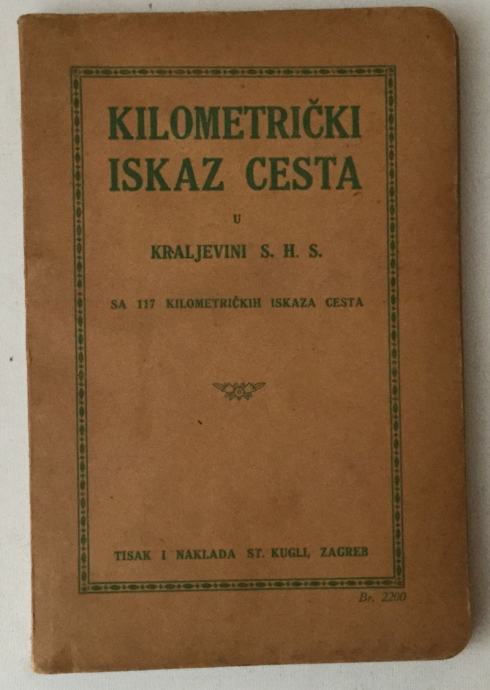 KILOMETRIČKI
ISKAZ CESTA
U
KRALJEVINI S. H. S.
SA 117 KILOMETRIČKIH ISKAZA CESTA
TISAK I NAKLADA ST. KUGLI, ZAGREB
Br. 2200